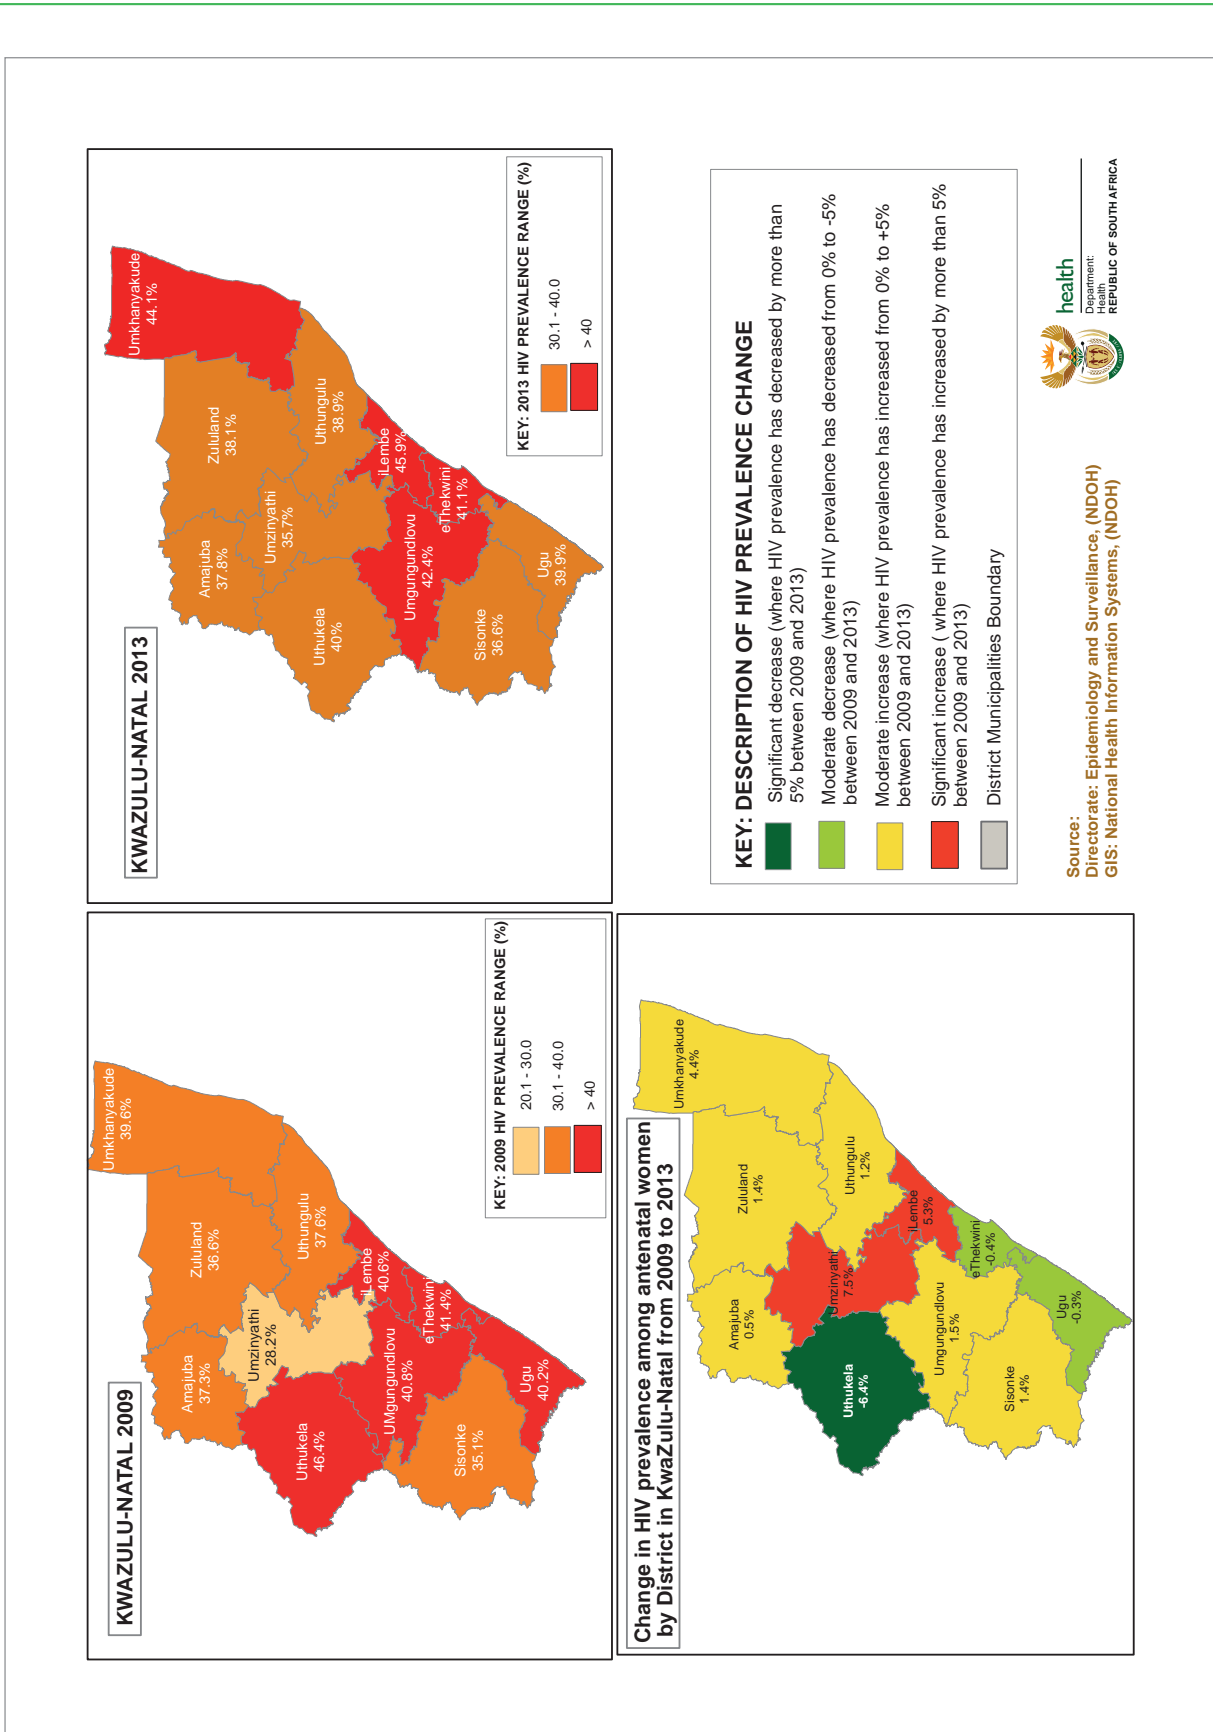 KWAZULU-NATAL 2009
Umkhanyakude
39.6%
Zululand
36.6%
Amajuba
37.3%
Umzinyathi
28.2%
Uthungulu
37.6%
Uthukela
46.4%
iLembe
40.6%
UMgungundlovu
40.8%
eThekwini
41.4%
Sisonke
35.1%
Ugu
40.2%
KEY: 2009 HIV PREVALENCE RANGE (%)
20.1 - 30.0
30.1 - 40.0
> 40
KWAZULU-NATAL 2013
Umkhanyakude
44.1%
Zululand
38.1%
Amajuba
37.8%
Umzinyathi
35.7%
Uthungulu
38.9%
Uthukela
40%
iLembe
45.9%
Umgungundlovu
42.4%
eThekwini
41.1%
Sisonke
36.6%
Ugu
39.9%
KEY: 2013 HIV PREVALENCE RANGE (%)
30.1 - 40.0
> 40
Change in HIV prevalence among antenatal women
by District in KwaZulu-Natal from 2009 to 2013
Umkhanyakude
4.4%
Zululand
1.4%
Amajuba
0.5%
Umzinyathi
7.5%
Uthungulu
1.2%
Uthukela
-6.4%
iLembe
5.3%
Umgungundlovu
1.5%
eThekwini
-0.4%
Sisonke
1.4%
Ugu
-0.3%
KEY: DESCRIPTION OF HIV PREVALENCE CHANGE
Significant decrease (where HIV prevalence has decreased by more than
5% between 2009 and 2013)
Moderate decrease (where HIV prevalence has decreased from 0% to -5%
between 2009 and 2013)
Moderate increase (where HIV prevalence has increased from 0% to +5%
between 2009 and 2013)
Significant increase ( where HIV prevalence has increased by more than 5%
between 2009 and 2013)
District Municipalities Boundary
Source:
Directorate: Epidemiology and Surveillance, (NDOH)
GIS: National Health Information Systems, (NDOH)
health
Department:
Health
REPUBLIC OF SOUTH AFRICA